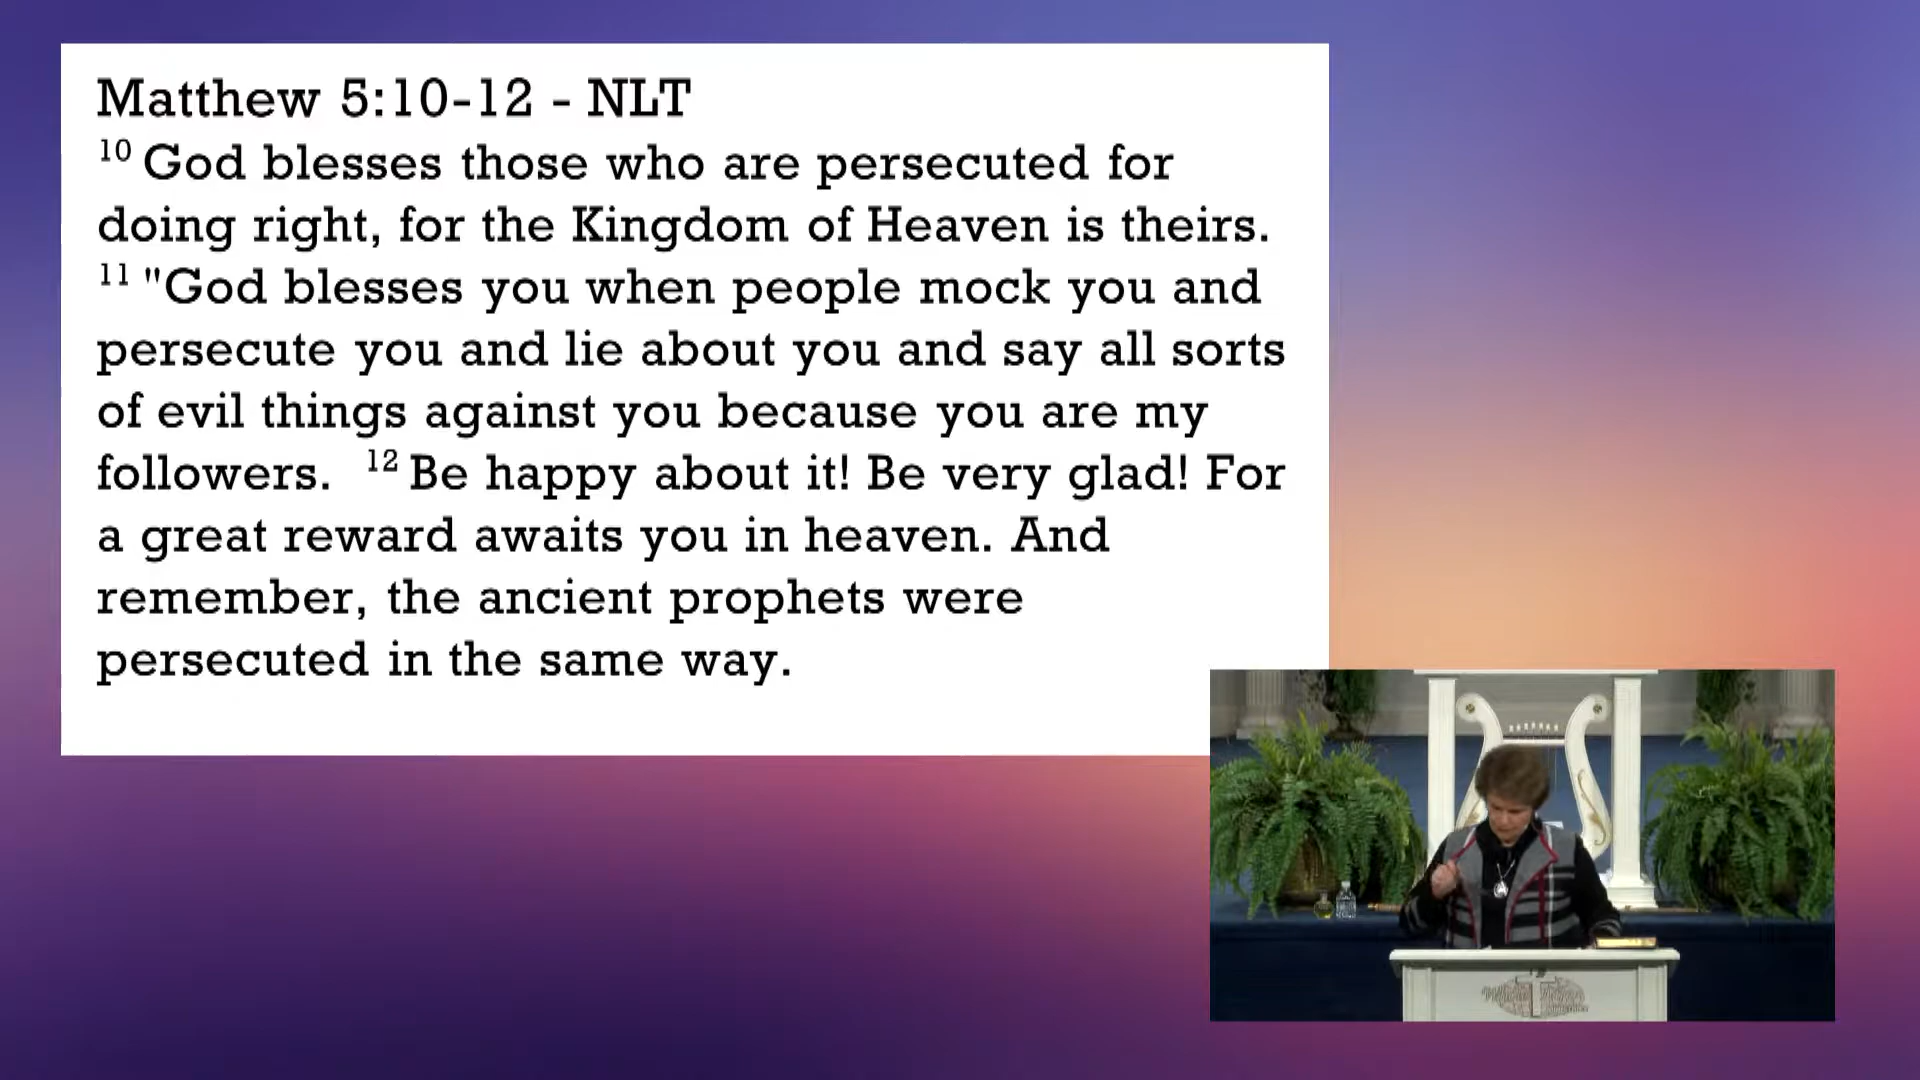 Matthew 5:10-12 - NLT
10 God blesses those who are persecuted for
doing right, for the Kingdom of Heaven is theirs.
11 "God blesses you when people mock you and
persecute you and lie about you and say all sorts
of evil things against you because you are my
followers.  12 Be happy about it! Be very glad! For
a great reward awaits you in heaven. And
remember, the ancient prophets were
persecuted in the same way.